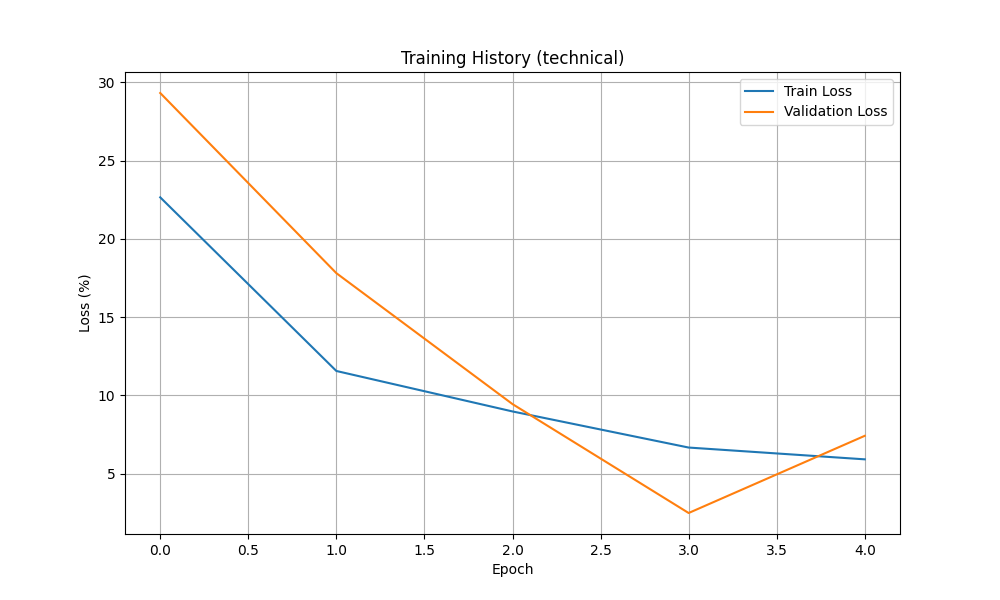 Training History (technical)
Train Loss
Validation Loss
30
25
20
15
10
5
Loss (%)
0.0 0.5 1.0 1.5 2.0 2.5 3.0 3.5 4.0
Epoch